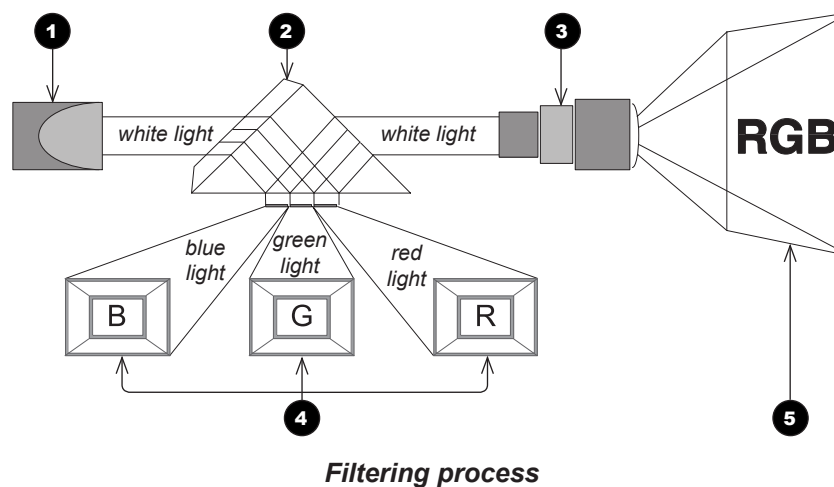 1
2
3
white light
white light
RGB
blue
light
green
light
red
light
B
G
R
4
5
Filtering process